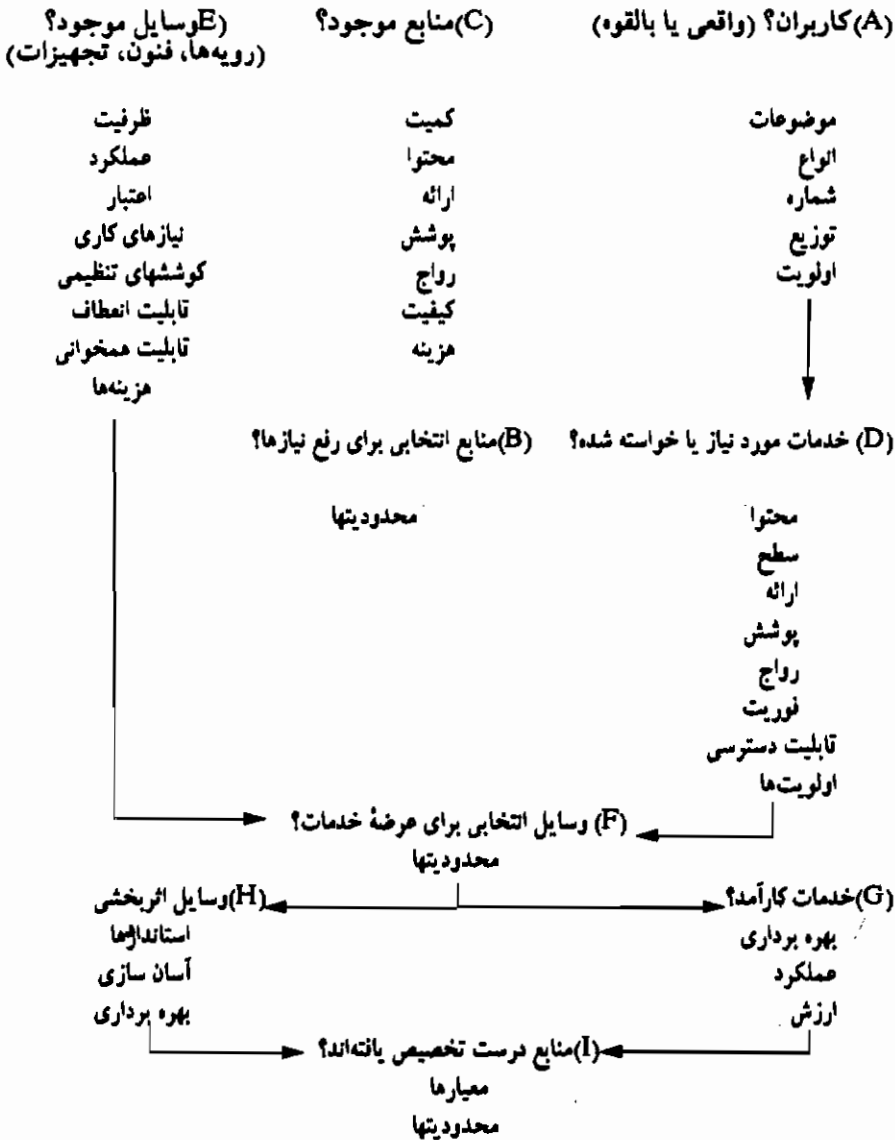 (A)کاربران؟ (واقعی یا بالقوه)
موضوعات
انواع
شماره
توزیع
اولویت
(C)منابع موجود؟
کمیت
محتوا
ارائه
پوشش
رواج
کیفیت
هزینه
(Eوسایل موجود؟
(رویه‌ها، فنون، تجهیزات)
ظرفیت
عملکرد
اعتبار
نیازهای کاری
کوششهای تنظیمی
قابلیت انعطاف
قابلیت همخوانی
هزینه‌ها
(D) خدمات مورد نیاز یا خواسته شده؟
محتوا
سطح
ارائه
پوشش
رواج
فوریت
قابلیت دسترسی
اولویت‌ها
(B)منابع انتخابی برای رفع نیازها؟
محدودیتها
(F) وسایل انتخابی برای عرضهٔ خدمات؟
محدودیتها
(G)خدمات کارآمد؟
بهره برداری
عملکرد
ارزش
(H)وسایل اثربخشی
استانداردها
آسان سازی
بهره برداری
(I)منابع درست تخصیص یافته‌اند؟
معیارها
محدودیتها